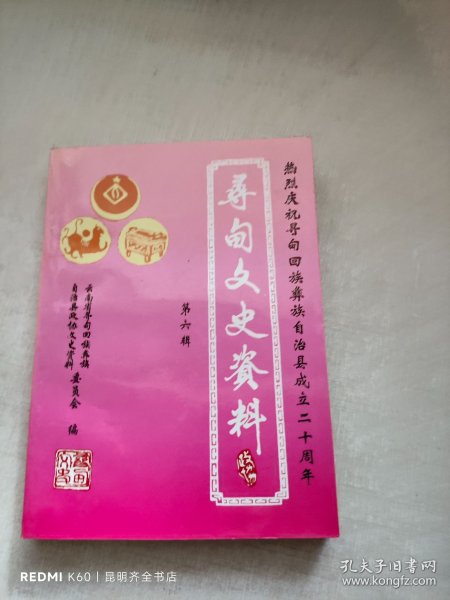 热烈庆祝寻甸回族彝族自治县成立二十周年
寻甸文史资料
第六辑
云南省寻甸回族彝族
自治县政协文史资料
委员会 编
REDMI K60 | 昆明齐全书店
孔夫子旧书网
www.kongfz.com